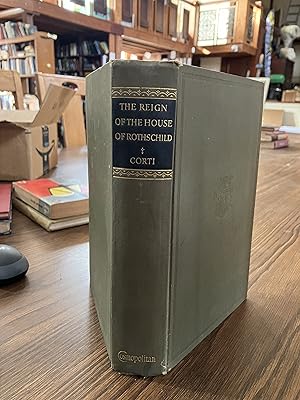 THE REIGN
OF THE HOUSE
OF ROTHSCHILD
CORTI
Cosmopolitan